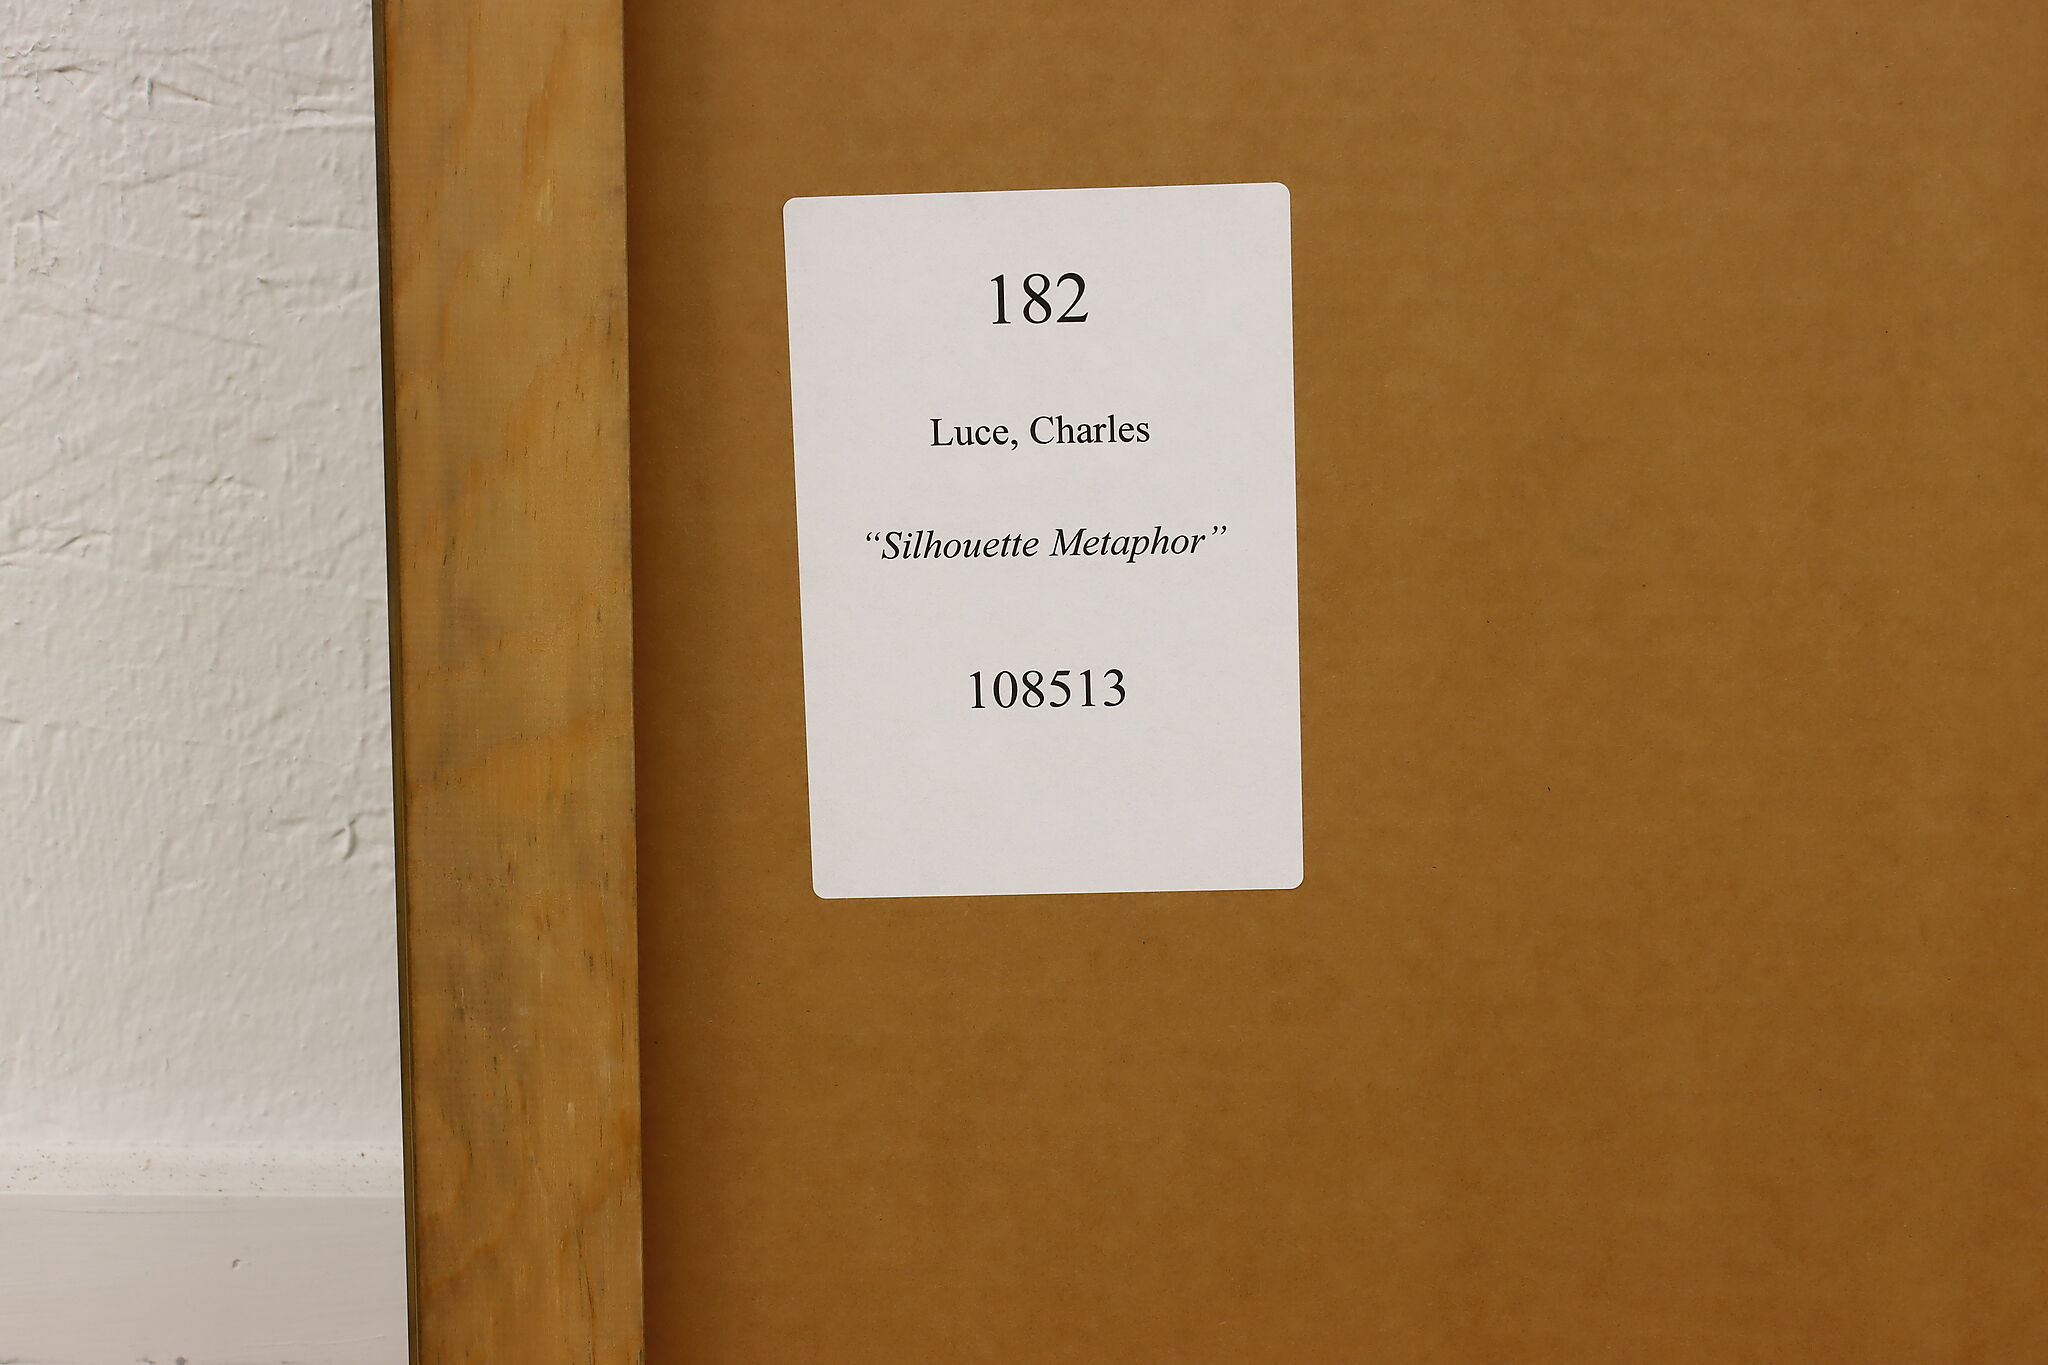 182
Luce, Charles
“Silhouette Metaphor”
108513